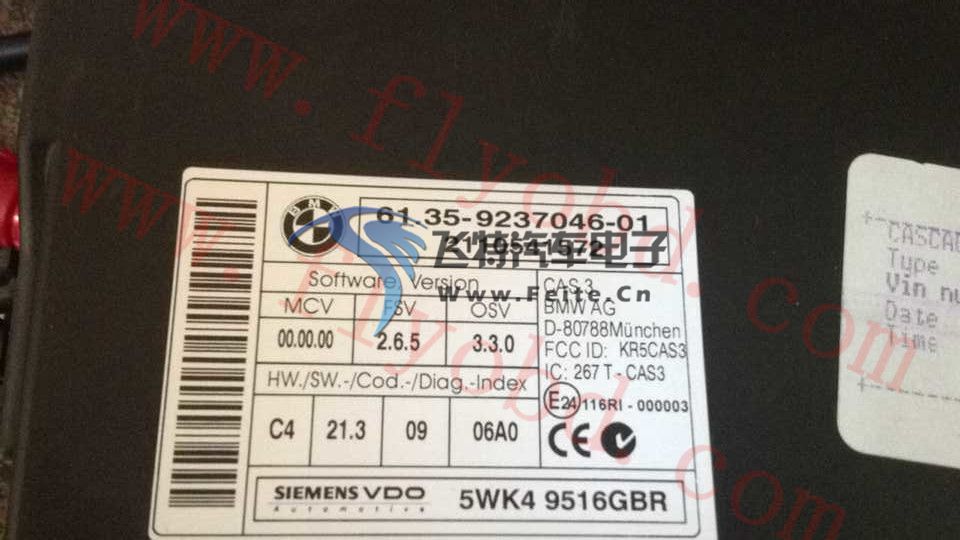 www.flyobd.com
flyobd.com
BMW
61.35-9237046-01
飞特汽车电子
Www.Feite.Cn
Software Version
MCV FSV OSV
00.00.00 2.6.5 3.3.0
HW./SW.-/Cod.-/Diag.-Index
C4 21.3 09 06A0
CAS 3
BMW AG
D-80788München
FCC ID: KR5CAS3
IC: 267 T - CAS3
E24 116RI - 000003
CE
SIEMENS VDO
Automotive
5WK4 9516GBR
CASCAD
Type
Vin nu
Date
Time